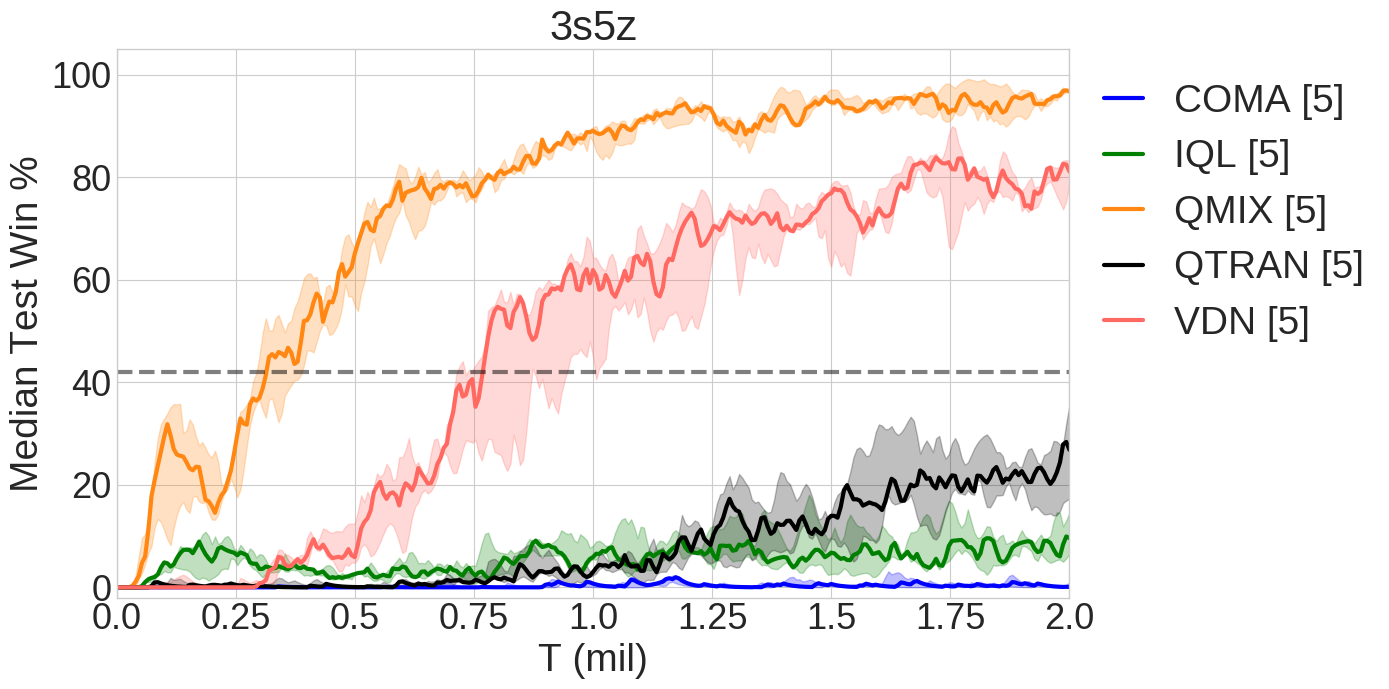 3s5z
Median Test Win %
100
80
60
40
20
0
0.0 0.25 0.5 0.75 1.0 1.25 1.5 1.75 2.0
T (mil)
COMA [5]
IQL [5]
QMIX [5]
QTRAN [5]
VDN [5]